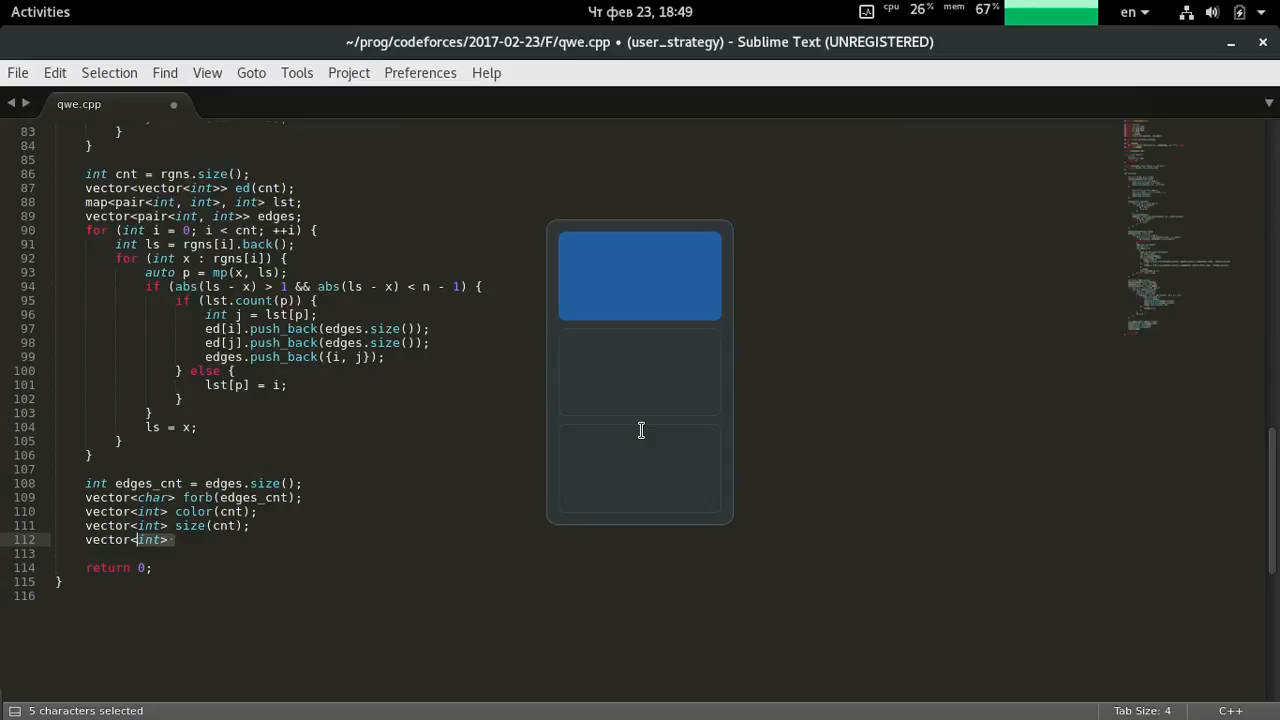 Activities
Чт фев 23, 18:49
cpu 26% mem 67%
en
~/prog/codeforces/2017-02-23/F/qwe.cpp • (user_strategy) - Sublime Text (UNREGISTERED)
File Edit Selection Find View Goto Tools Project Preferences Help
qwe.cpp
83 }
84 }
85
86 int cnt = rgns.size();
87 vector<vector<int>> ed(cnt);
88 map<pair<int, int>, int> lst;
89 vector<pair<int, int>> edges;
90 for (int i = 0; i < cnt; ++i) {
91 int ls = rgns[i].back();
92 for (int x : rgns[i]) {
93 auto p = mp(x, ls);
94 if (abs(ls - x) > 1 && abs(ls - x) < n - 1) {
95 if (lst.count(p)) {
96 int j = lst[p];
97 ed[i].push_back(edges.size());
98 ed[j].push_back(edges.size());
99 edges.push_back({i, j});
100 } else {
101 lst[p] = i;
102 }
103 }
104 ls = x;
105 }
106 }
107
108 int edges_cnt = edges.size();
109 vector<char> forb(edges_cnt);
110 vector<int> color(cnt);
111 vector<int> size(cnt);
112 vector<int>
113
114 return 0;
115 }
116
5 characters selected
Tab Size: 4
C++